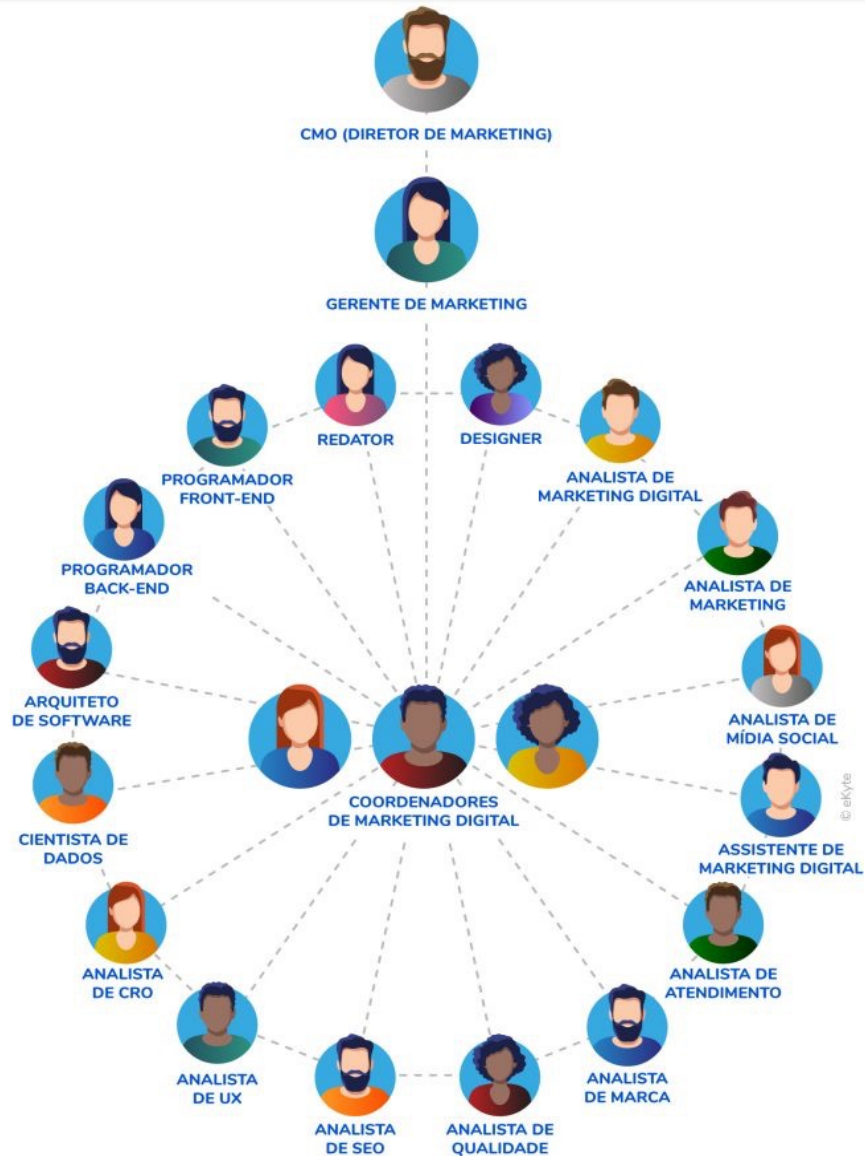 CMO (DIRETOR DE MARKETING)
GERENTE DE MARKETING
REDATOR
DESIGNER
PROGRAMADOR
FRONT-END
ANALISTA DE
MARKETING DIGITAL
PROGRAMADOR
BACK-END
ANALISTA DE
MARKETING
ARQUITETO
DE SOFTWARE
ANALISTA DE
MÍDIA SOCIAL
COORDENADORES
DE MARKETING DIGITAL
CIENTISTA DE
DADOS
ASSISTENTE DE
MARKETING DIGITAL
© eKyte
ANALISTA
DE CRO
ANALISTA DE
ATENDIMENTO
ANALISTA
DE UX
ANALISTA
DE MARCA
ANALISTA
DE SEO
ANALISTA DE
QUALIDADE